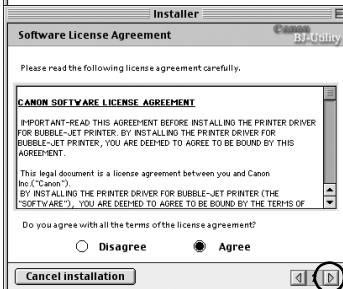 Installer
Software License Agreement
Canon
BJ-Utility
Please read the following license agreement carefully.
CANON SOFTWARE LICENSE AGREEMENT
IMPORTANT-READ THIS AGREEMENT BEFORE INSTALLING THE PRINTER DRIVER
FOR BUBBLE-JET PRINTER. BY INSTALLING THE PRINTER DRIVER FOR
BUBBLE-JET PRINTER, YOU ARE DEEMED TO AGREE TO BE BOUND BY THIS
AGREEMENT.
This legal document is a license agreement between you and Canon
Inc.("Canon").
BY INSTALLING THE PRINTER DRIVER FOR BUBBLE-JET PRINTER (THE
"SOFTWARE"), YOU ARE DEEMED TO AGREE TO BE BOUND BY THE TERMS OF
Do you agree with all the terms of the license agreement?
Disagree
Agree
Cancel installation